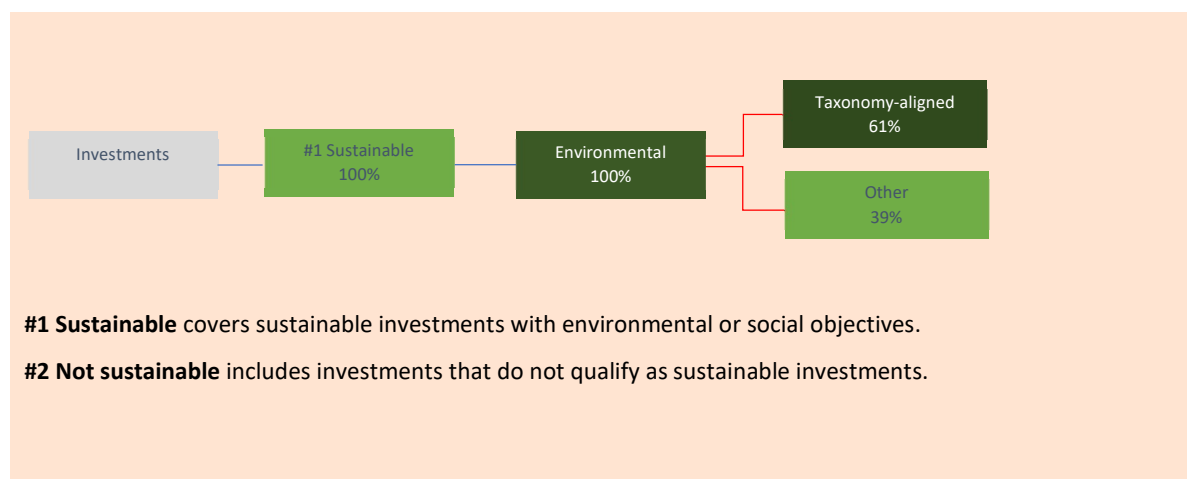 Investments
#1 Sustainable
100%
Environmental
100%
Taxonomy-aligned
61%
Other
39%
#1 Sustainable covers sustainable investments with environmental or social objectives.
#2 Not sustainable includes investments that do not qualify as sustainable investments.